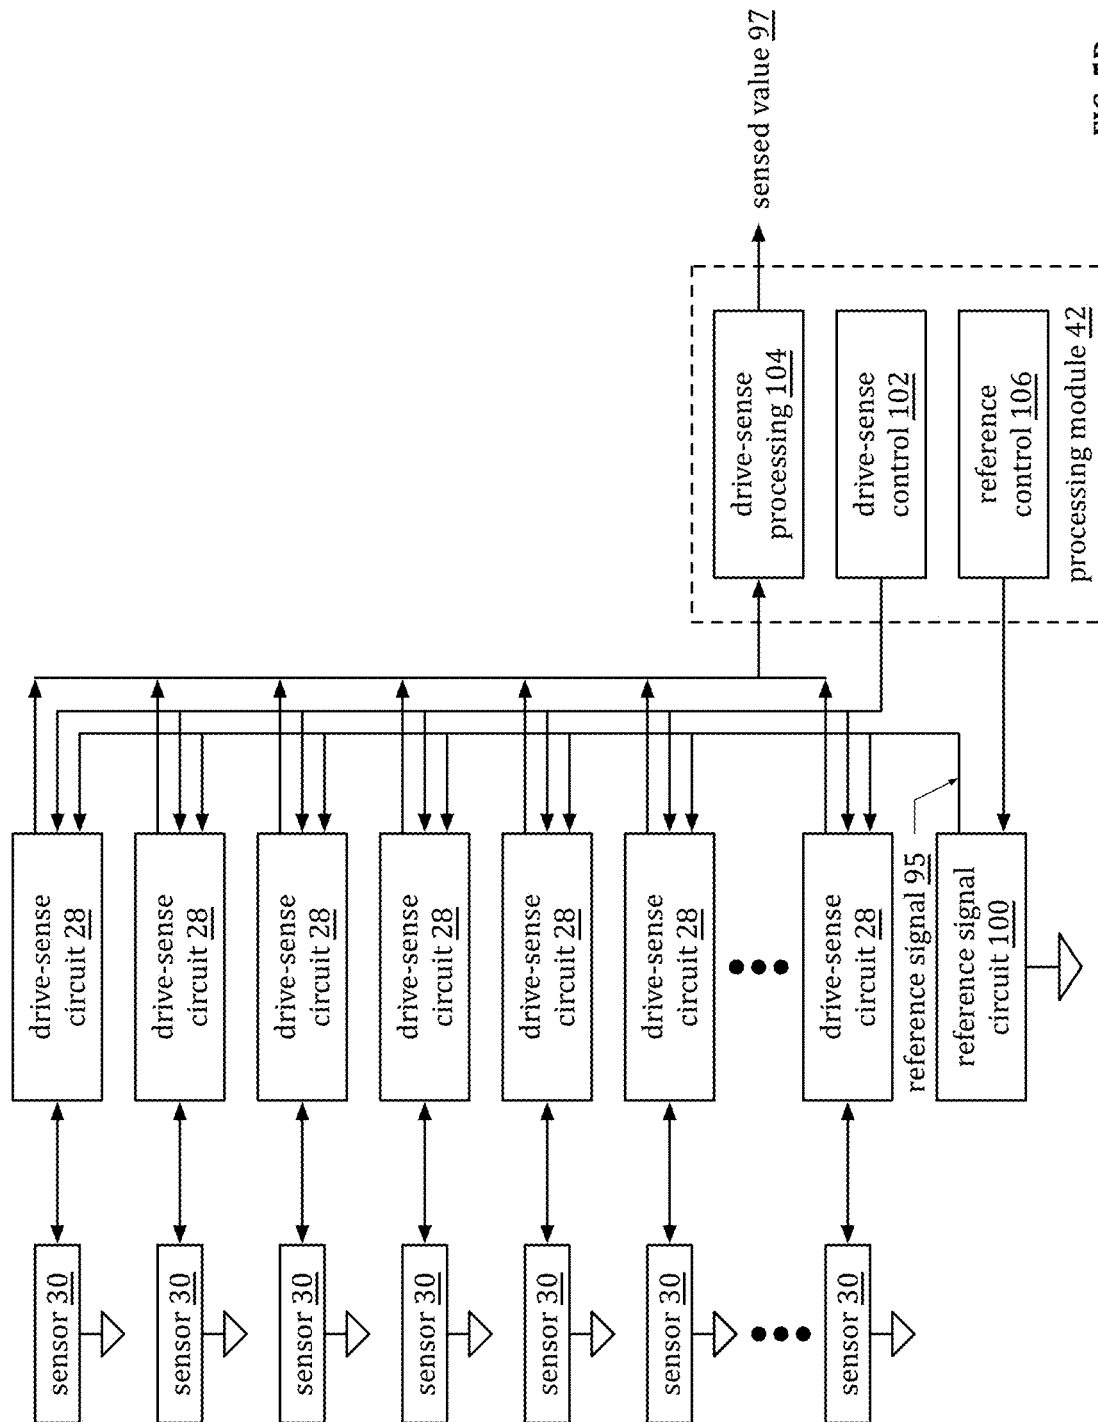 sensor 30
sensor 30
sensor 30
sensor 30
sensor 30
sensor 30
sensor 30
drive-sense
circuit 28
drive-sense
circuit 28
drive-sense
circuit 28
drive-sense
circuit 28
drive-sense
circuit 28
drive-sense
circuit 28
drive-sense
circuit 28
reference signal 95
reference signal
circuit 100
drive-sense
processing 104
drive-sense
control 102
reference
control 106
processing module 42
sensed value 97